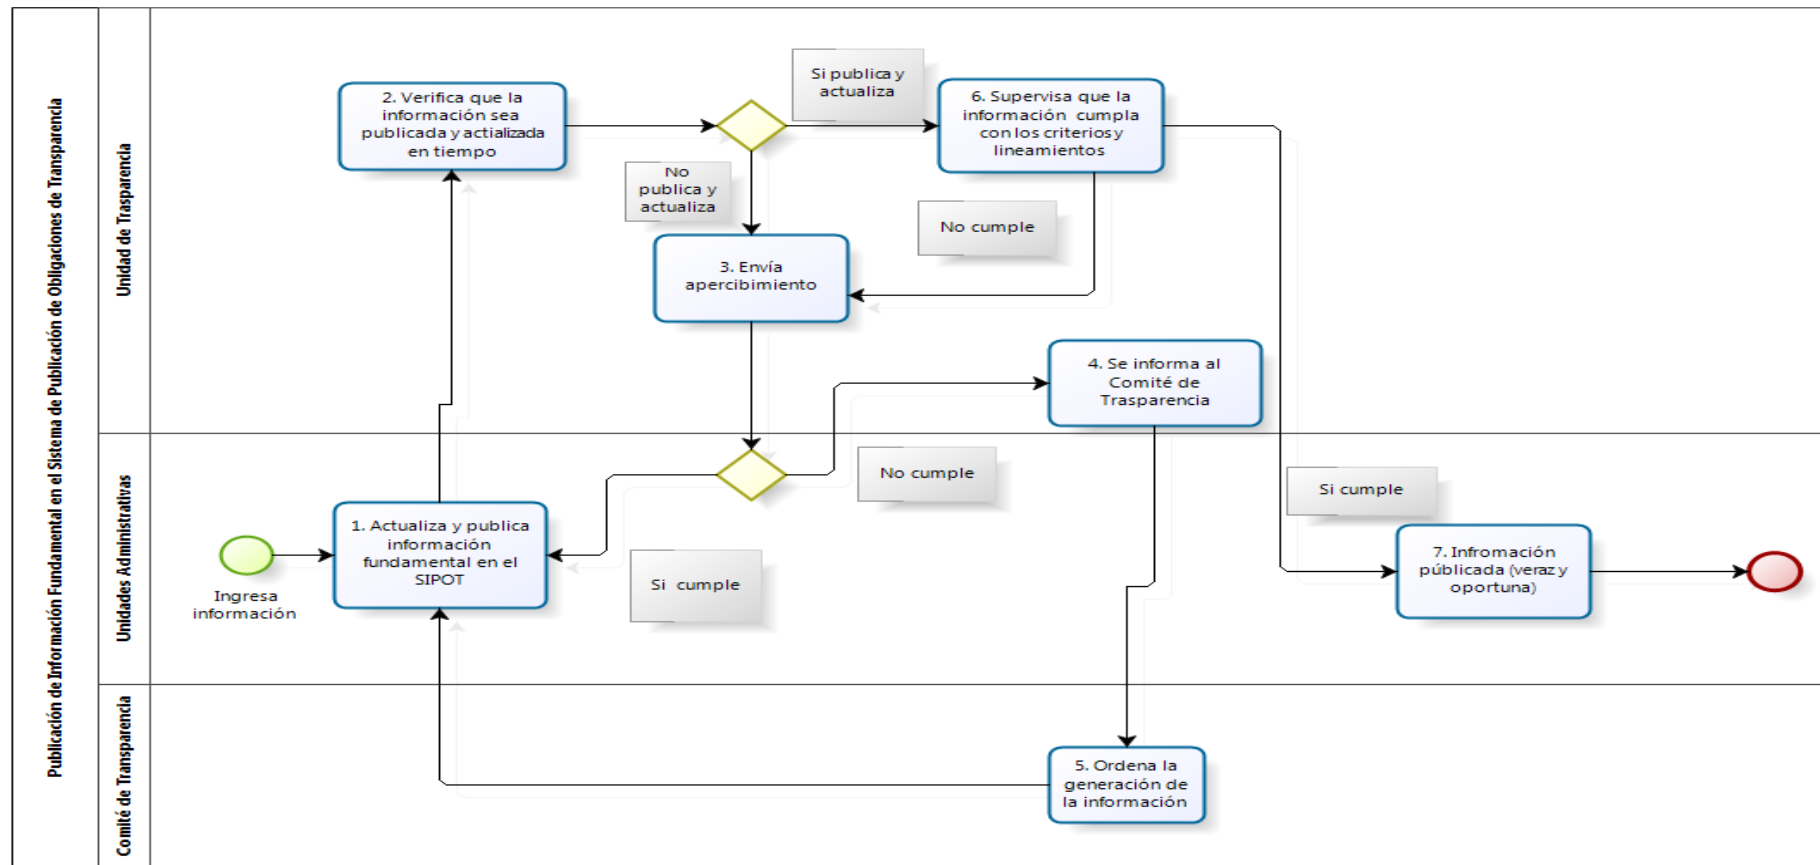 Publicación de Información Fundamental en el Sistema de Publicación de Obligaciones de Transparencia
Unidad de Trasparencia
2. Verifica que la
información sea
publicada y actializada
en tiempo
Si publica y
actualiza
6. Supervisa que la
información cumpla
con los criterios y
lineamientos
No
publica y
actualiza
No cumple
3. Envía
apercibimiento
4. Se informa al
Comité de
Trasparencia
Unidades Administrativas
Ingresa
información
1. Actualiza y publica
información
fundamental en el
SIPOT
No cumple
Si cumple
Si cumple
7. Infromación
públicada (veraz y
oportuna)
Comité de Transparencia
5. Ordena la
generación de
la información